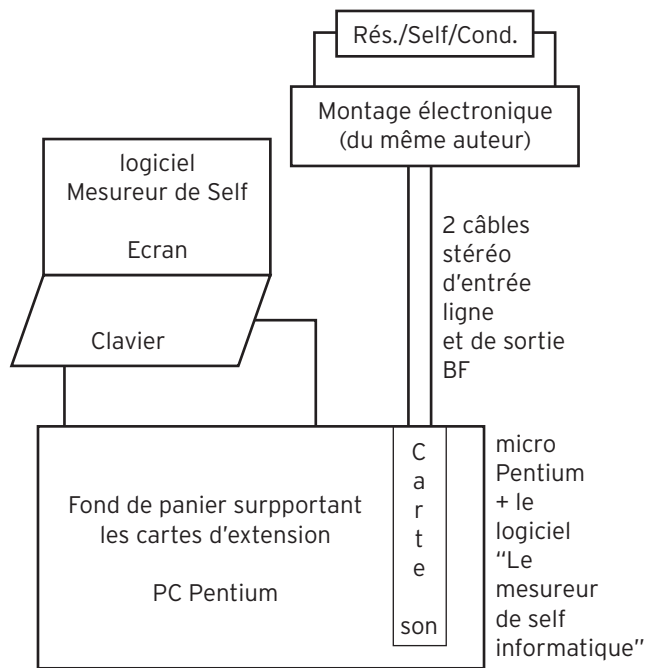 Rés./Self/Cond.
Montage électronique
(du même auteur)
logiciel
Mesureur de Self
Ecran
Clavier
2 câbles
stéréo
d'entrée
ligne
et de sortie
BF
Fond de panier surpportant
les cartes d'extension
PC Pentium
C
a
r
t
e
son
micro
Pentium
+ le
logiciel
“Le
mesureur
de self
informatique”